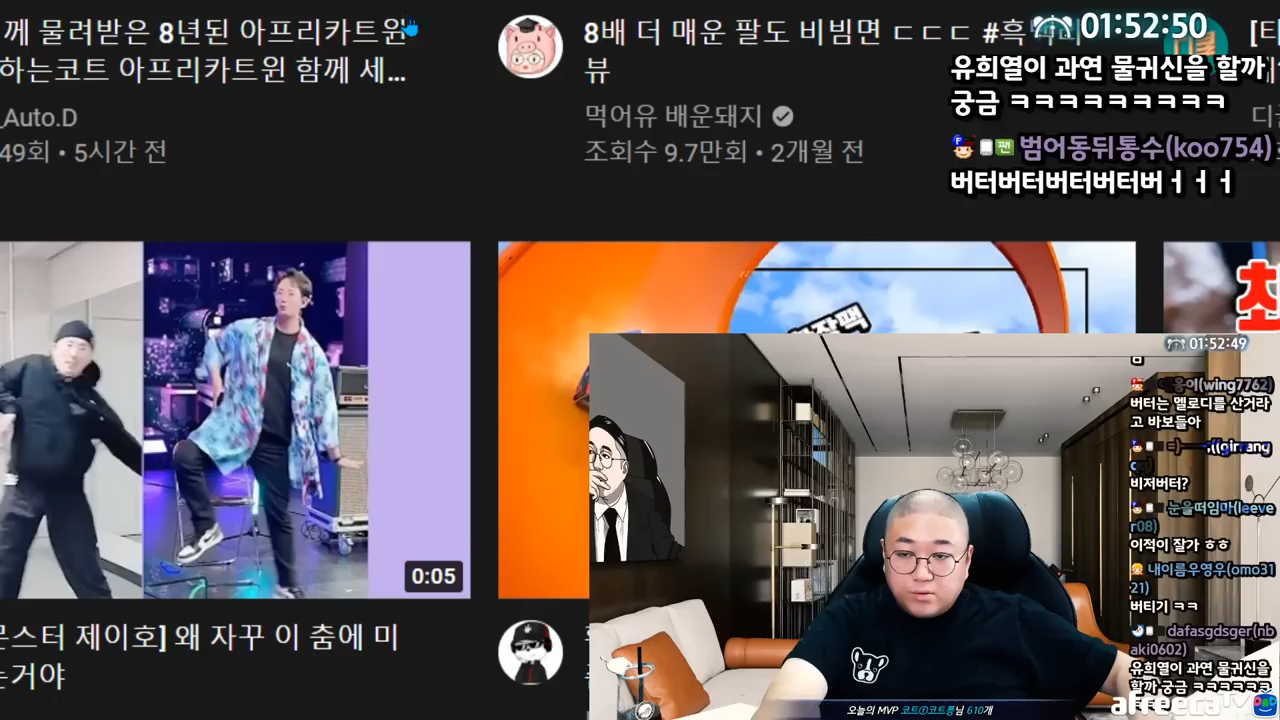 께 물려받은 8년된 아프리카트윈
하는코트 아프리카트윈 함께 세...
_Auto.D
49회 • 5시간 전
8배 더 매운 팔도 비빔면 ㄷㄷㄷ #흑
뷰
먹어유 배운돼지
조회수 9.7만회 • 2개월 전
01:52:50
유희열이 과연 물귀신을 할까
궁금 ㅋㅋㅋㅋㅋㅋㅋㅋㅋ
팬 범어동뒤통수(koo754)
버터버터버터버터버ㅓㅓㅓ
0:05
몬스터 제이호] 왜 자꾸 이 춤에 미
는거야
01:52:49
(wing7762)
버터는 멜로디를 산거라
고 바보들아
비저버터?
눈을떠임마(leeve
r08)
이적이 잘가 ㅎㅎ
내이름우영우(omo31
21)
버티기 ㅋㅋ
dafasgdsger(nb
aki0602)
유희열이 과연 물귀신을
할까 궁금 ㅋㅋㅋㅋㅋㅋ
오늘의 MVP 코트①코트롱님 610개
afreecaTV